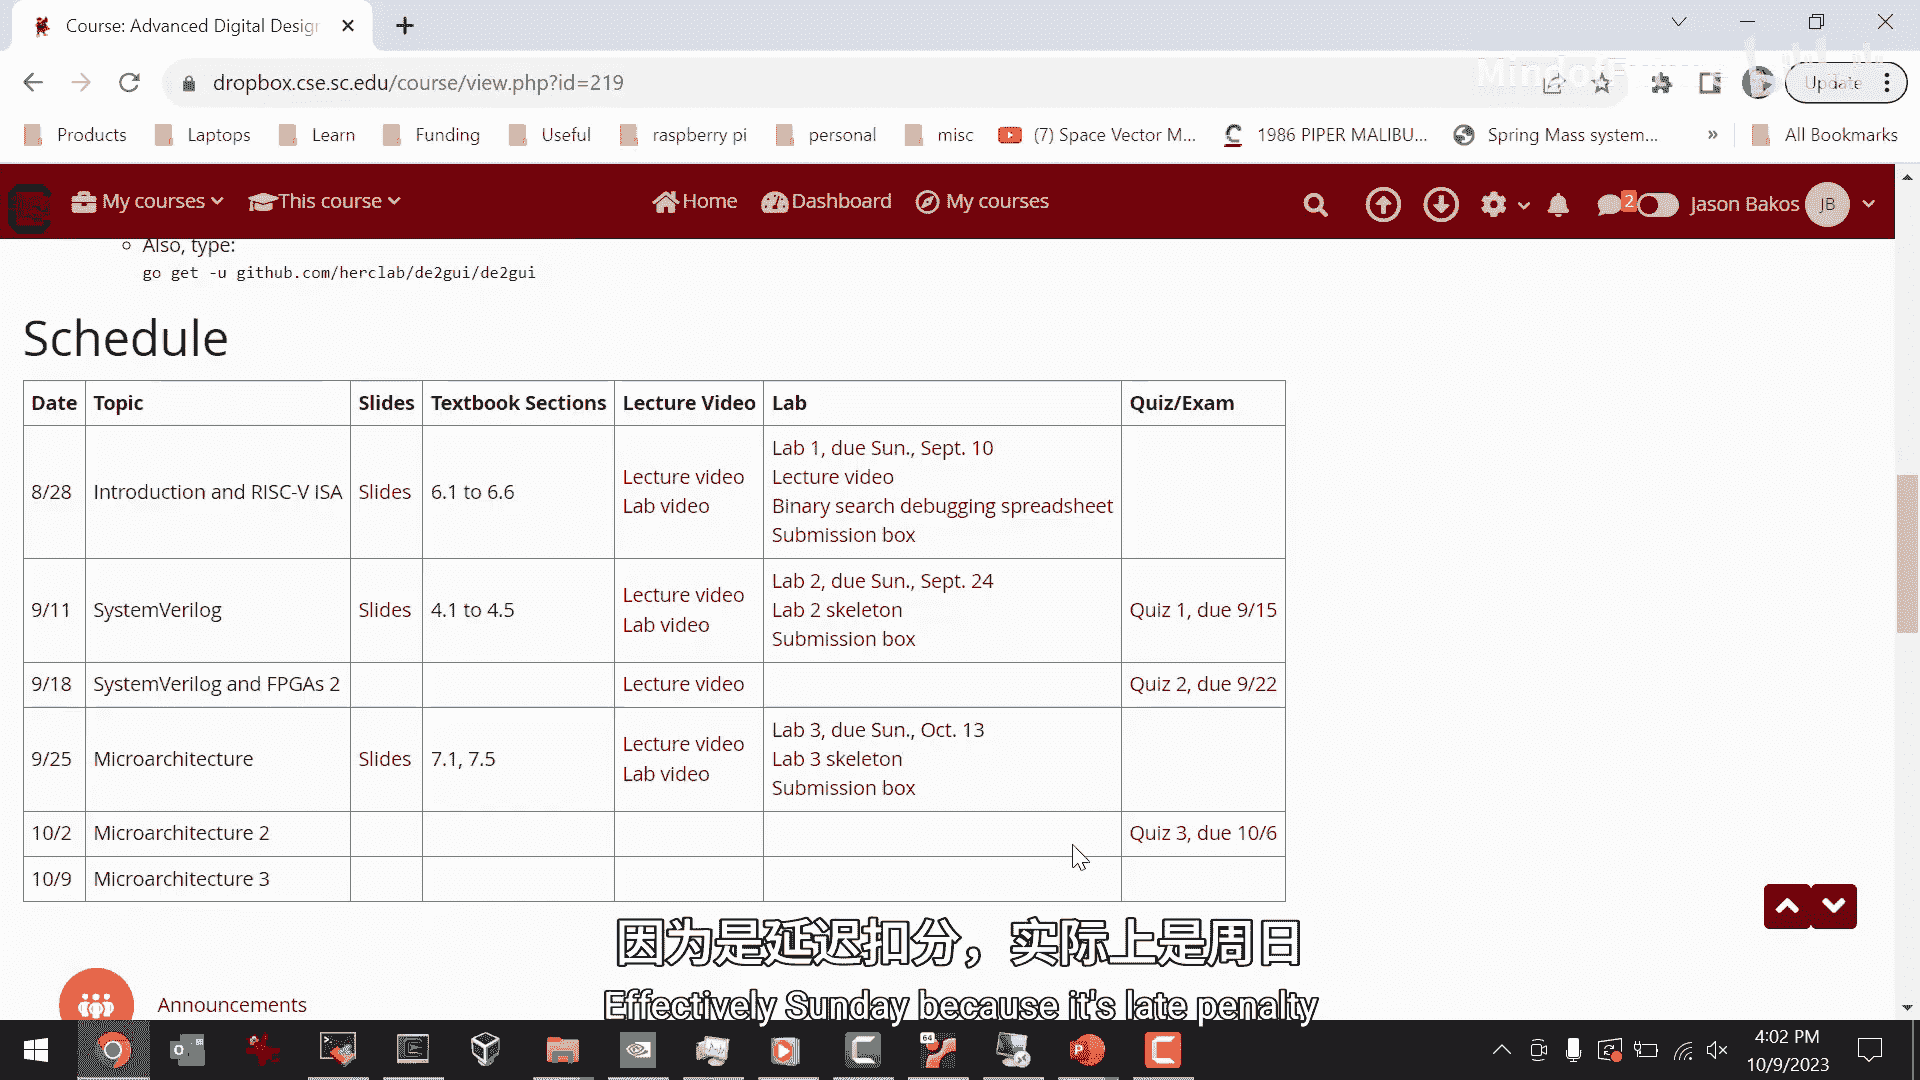 Course: Advanced Digital Desig
dropbox.cse.sc.edu/course/view.php?id=219
Update
Products
Laptops
Learn
Funding
Useful
raspberry pi
personal
misc
(7) Space Vector M...
1986 PIPER MALIBU...
Spring Mass system...
»
All Bookmarks
My courses
This course
Home
Dashboard
My courses
2
Jason Bakos
JB
Also, type:
go get -u github.com/herclab/de2gui/de2gui
Schedule
Date Topic Slides Textbook Sections Lecture Video Lab Quiz/Exam
8/28 Introduction and RISC-V ISA Slides 6.1 to 6.6
Lecture video
Lab video
Lab 1, due Sun., Sept. 10
Lecture video
Binary search debugging spreadsheet
Submission box
9/11 SystemVerilog Slides 4.1 to 4.5
Lecture video
Lab video
Lab 2, due Sun., Sept. 24
Lab 2 skeleton
Submission box
Quiz 1, due 9/15
9/18 SystemVerilog and FPGAs 2 Lecture video Quiz 2, due 9/22
9/25 Microarchitecture Slides 7.1, 7.5
Lecture video
Lab video
Lab 3, due Sun., Oct. 13
Lab 3 skeleton
Submission box
10/2 Microarchitecture 2 Quiz 3, due 10/6
10/9 Microarchitecture 3
Announcements
因为是延迟扣分，实际上是周日
Effectively Sunday because it's late penalty
64
4:02 PM
10/9/2023